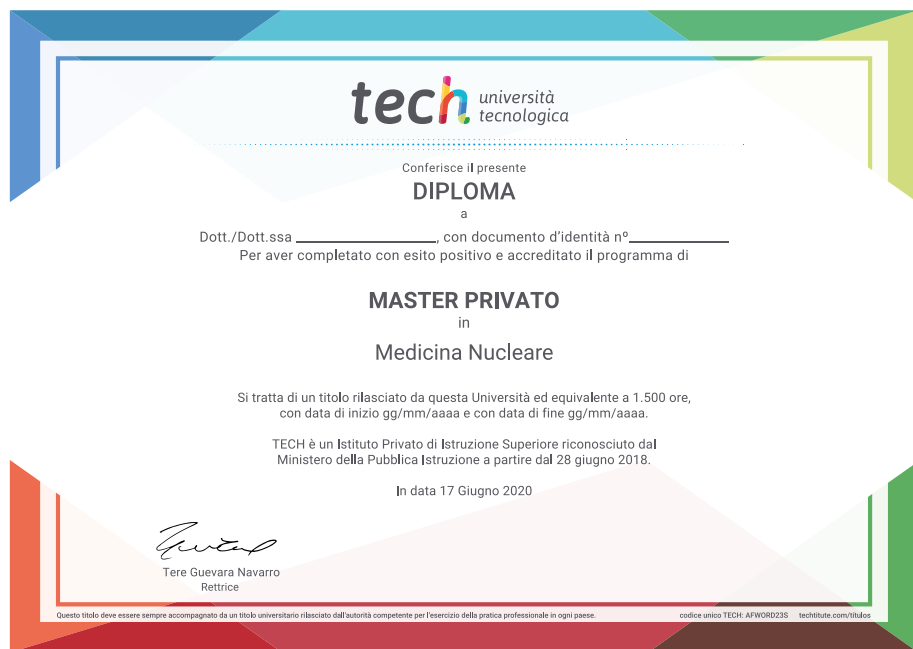 tech università
tecnologica
Conferisce il presente
DIPLOMA
a
Dott./Dott.ssa ________________, con documento d'identità nº____________
Per aver completato con esito positivo e accreditato il programma di
MASTER PRIVATO
in
Medicina Nucleare
Si tratta di un titolo rilasciato da questa Università ed equivalente a 1.500 ore,
con data di inizio gg/mm/aaaa e con data di fine gg/mm/aaaa.
TECH è un Istituto Privato di Istruzione Superiore riconosciuto dal
Ministero della Pubblica Istruzione a partire dal 28 giugno 2018.
In data 17 Giugno 2020
Tere Guevara Navarro
Rettrice
Questo titolo deve essere sempre accompagnato da un titolo universitario rilasciato dall'autorità competente per l'esercizio della pratica professionale in ogni paese. codice unico TECH: AFWORD23S techtitute.com/titulos